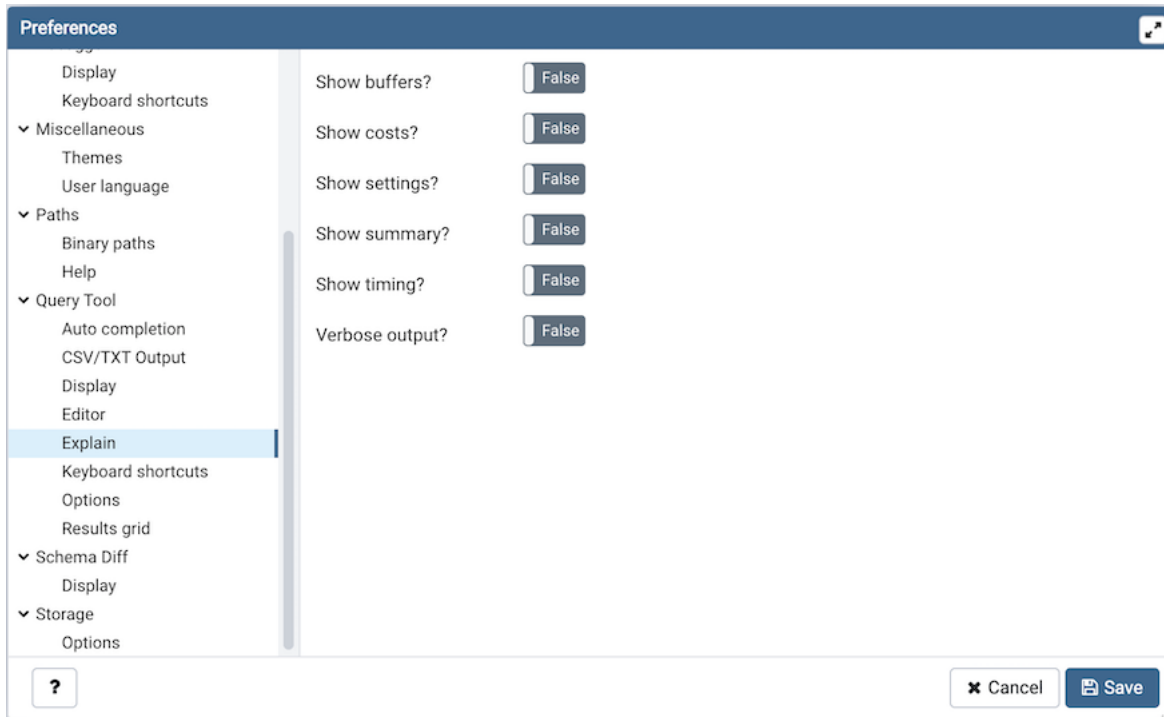 Preferences
Display
Keyboard shortcuts
Miscellaneous
Themes
User language
Paths
Binary paths
Help
Query Tool
Auto completion
CSV/TXT Output
Display
Editor
Explain
Keyboard shortcuts
Options
Results grid
Schema Diff
Display
Storage
Options
Show buffers? False
Show costs? False
Show settings? False
Show summary? False
Show timing? False
Verbose output? False
?
Cancel
Save